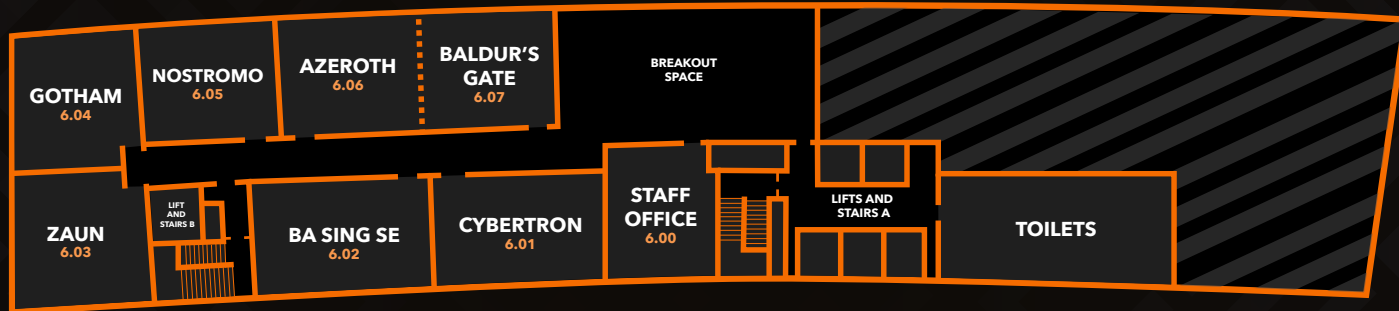 GOTHAM
6.04
NOSTROMO
6.05
AZEROTH
6.06
BALDUR'S
GATE
6.07
BREAKOUT
SPACE
ZAUN
6.03
LIFT
AND
STAIRS B
BA SING SE
6.02
CYBERTRON
6.01
STAFF
OFFICE
6.00
LIFTS AND
STAIRS A
TOILETS